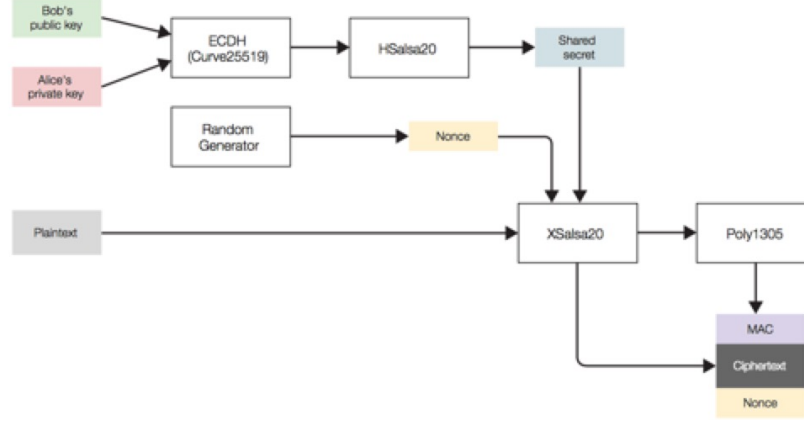 Bob's
public key
ECDH
(Curve25519)
HSalsa20
Shared
secret
Alice's
private key
Random
Generator
Nonce
Plaintext
XSalsa20
Poly1305
MAC
Ciphertext
Nonce